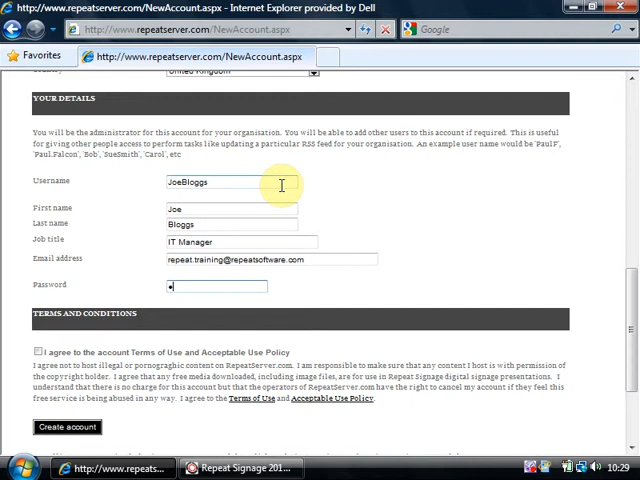 http://www.repeatserver.com/NewAccount.aspx - Internet Explorer provided by Dell
http://www.repeatserver.com/NewAccount.aspx
Google
Favorites
http://www.repeatserver.com/NewAccount.aspx
United Kingdom
YOUR DETAILS
You will be the administrator for this account for your organisation. You will be able to add other users to this account if required. This is useful
for giving other people access to perform tasks like updating a particular RSS feed for your organisation. An example user name would be 'PaulF',
'Paul.Falcon', 'Bob', 'SueSmith', 'Carol', etc
Username JoeBloggs
First name Joe
Last name Bloggs
Job title IT Manager
Email address repeat.training@repeatsoftware.com
Password
TERMS AND CONDITIONS
I agree to the account Terms of Use and Acceptable Use Policy
I agree not to host illegal or pornographic content on RepeatServer.com. I am responsible to make sure that any content I host is with permission of
the copyright holder. I agree that any free media downloaded, including image files, are for use in Repeat Signage digital signage presentations. I
understand that there is no charge for this account but that the operators of RepeatServer.com have the right to cancel my account if they feel this
free service is being abused in any way. I agree to the Terms of Use and Acceptable Use Policy.
Create account
http://www.repeats...
Repeat Signage 201...
10:29